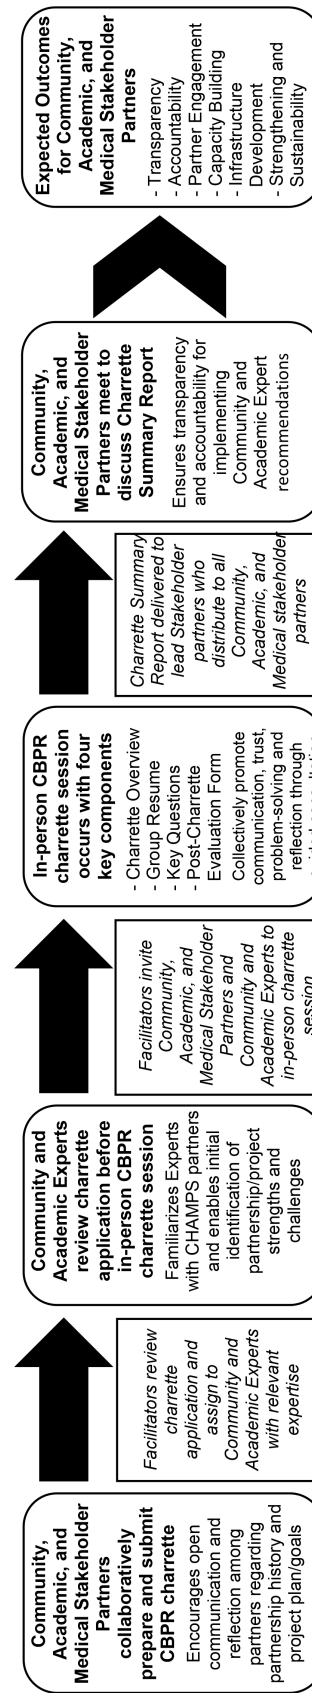 Community,
Academic, and
Medical Stakeholder
Partners
collaboratively
prepare and submit
CBPR charrette
Encourages open
communication and
reflection among
partners regarding
partnership history and
project plan/goals
Facilitators review
charrette
application and
assign to
Community and
Academic Experts
with relevant
expertise
Community and
Academic Experts
review charrette
application before
in-person CBPR
charrette session
Familiarizes Experts
with CHAMPS partners
and enables initial
identification of
partnership/project
strengths and
challenges
Facilitators invite
Community,
Academic, and
Medical Stakeholder
Partners and
Community and
Academic Experts to
in-person charrette
session
In-person CBPR
charrette session
occurs with four
key components
- Charrette Overview
- Group Resume
- Key Questions
- Post-Charrette
Evaluation Form
Collectively promote
communication, trust,
problem-solving and
reflection through
Charrette Summary
Report delivered to
lead Stakeholder
partners who
distribute to all
Community,
Academic, and
Medical stakeholder
partners
Community,
Academic, and
Medical Stakeholder
Partners meet to
discuss Charrette
Summary Report
Ensures transparency
and accountability for
implementing
Community and
Academic Expert
recommendations
Expected Outcomes
for Community,
Academic, and
Medical Stakeholder
Partners
- Transparency
- Accountability
- Partner Engagement
- Capacity Building
- Infrastructure
Development
- Strengthening and
Sustainability